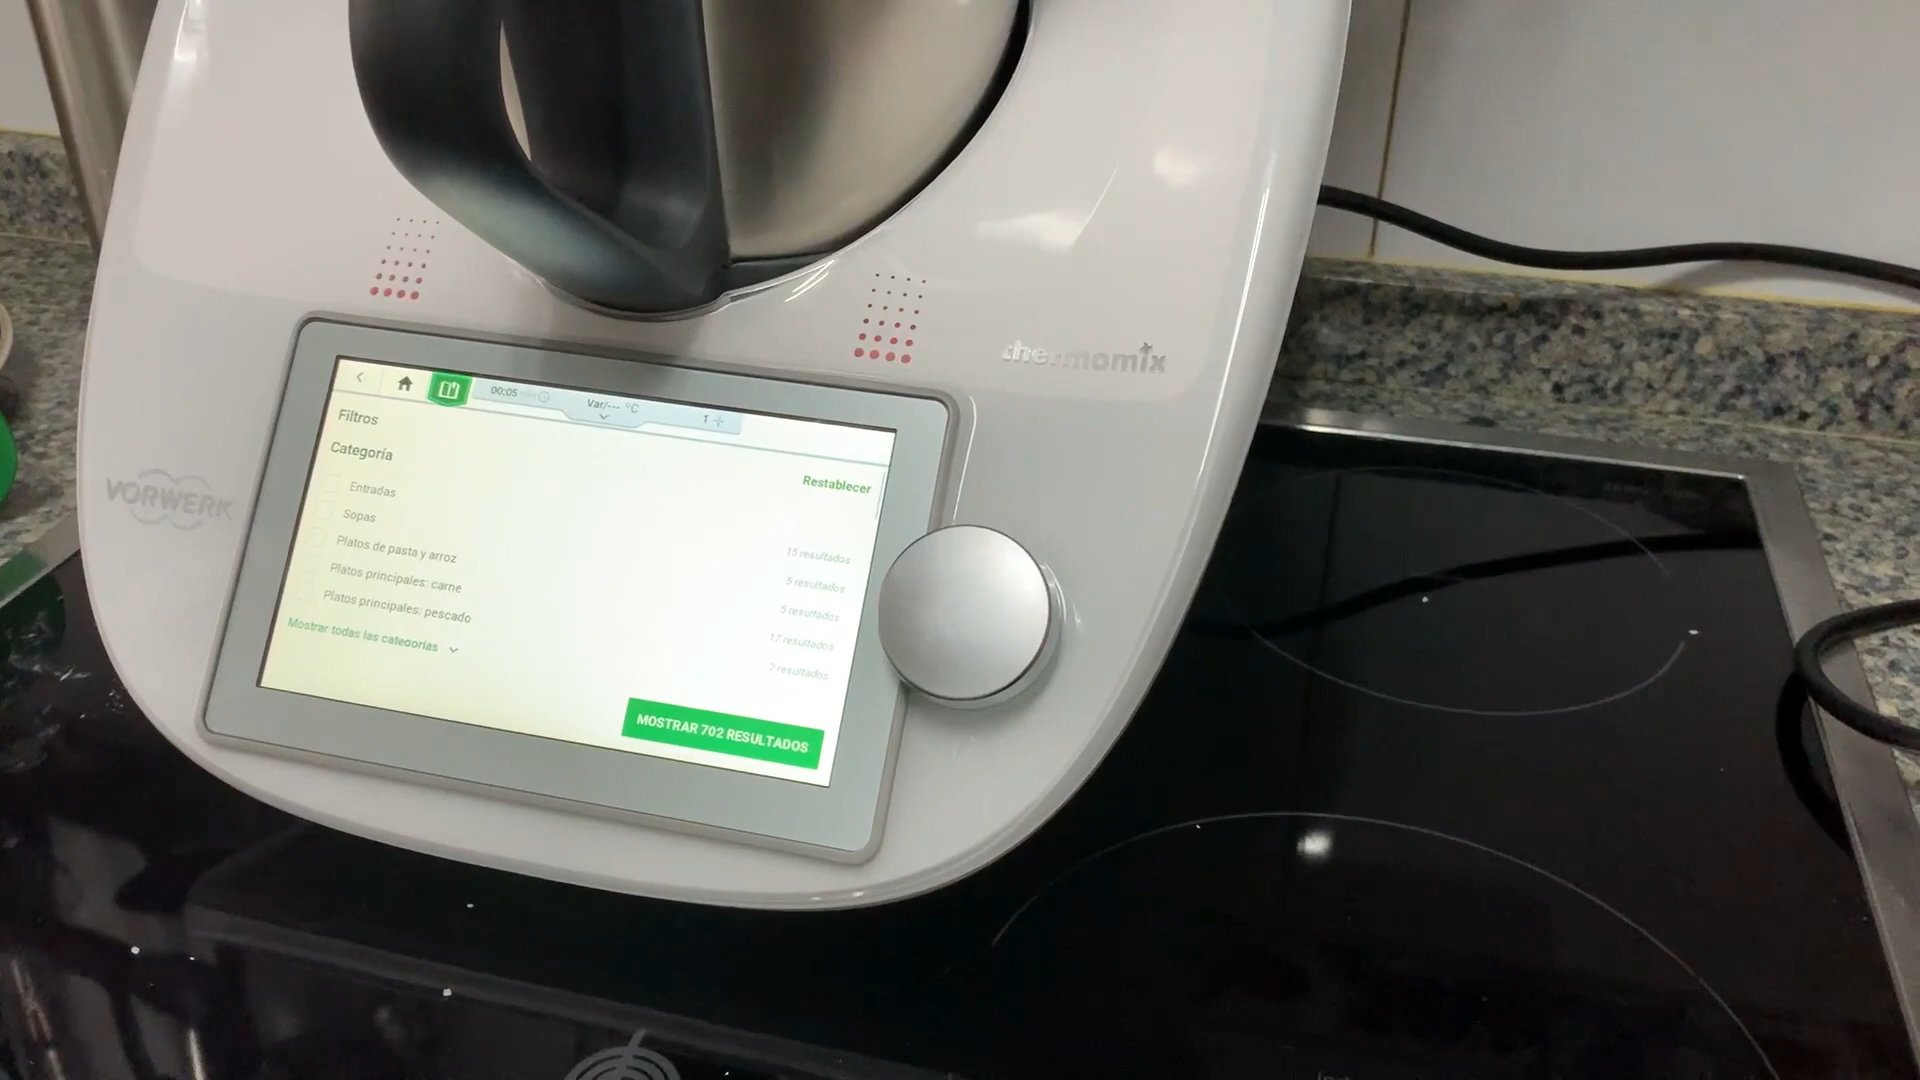 thermomix
VORWERK
00:05 min
Var/--- °C
1
Filtros
Categoría
Restablecer
Entradas
15 resultados
Sopas
5 resultados
Platos de pasta y arroz
5 resultados
Platos principales: carne
17 resultados
Platos principales: pescado
2 resultados
Mostrar todas las categorías
MOSTRAR 702 RESULTADOS